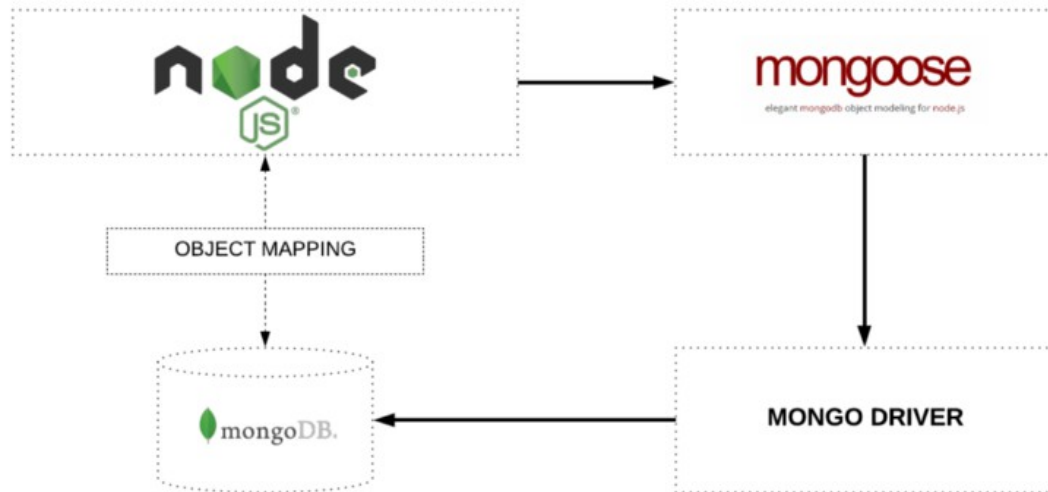 node
JS®
mongoose
elegant mongodb object modeling for node.js
OBJECT MAPPING
mongoDB.
MONGO DRIVER